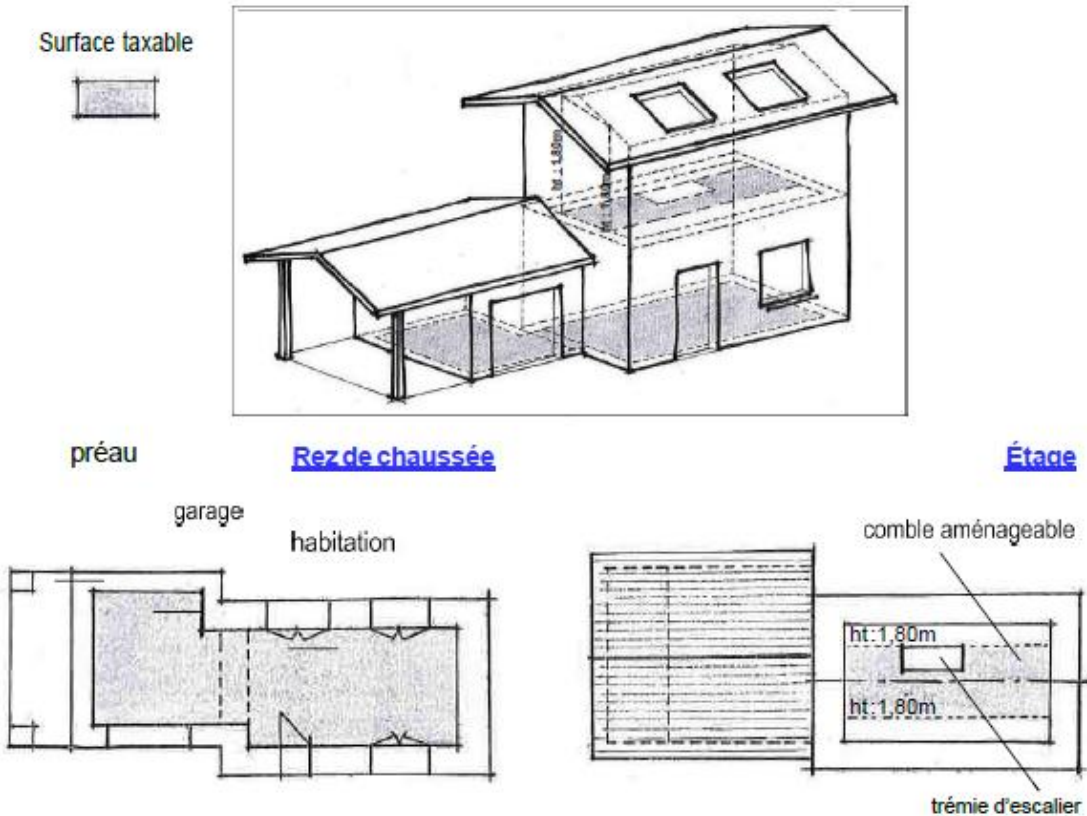 Surface taxable
ht : 1,80m
préau
Rez de chaussée
Étage
garage
habitation
comble aménageable
ht:1,80m
ht:1,80m
trémie d'escalier